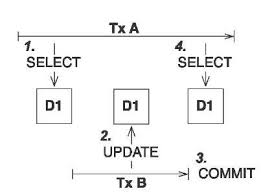 Tx A
1. 4.
SELECT SELECT
D1 D1 D1
2. 3.
UPDATE COMMIT
Tx B